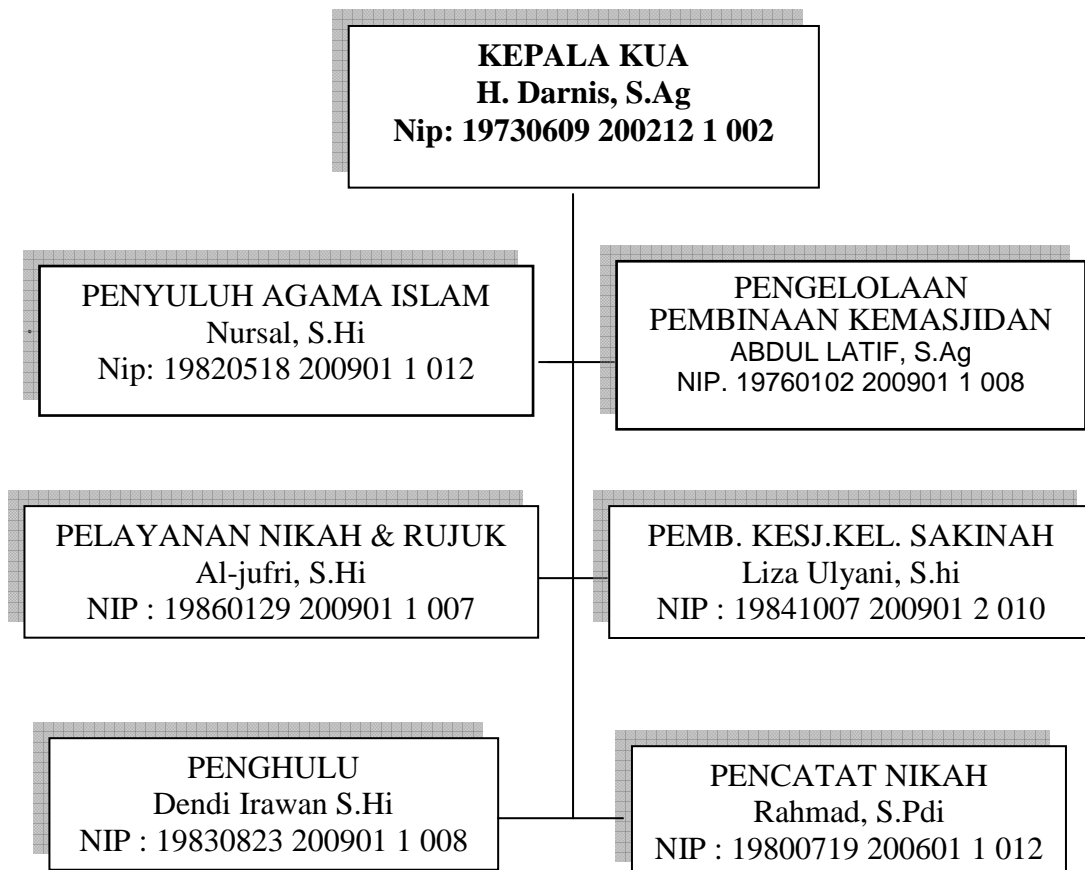 KEPALA KUA
H. Darnis, S.Ag
Nip: 19730609 200212 1 002
PENYULUH AGAMA ISLAM
Nursal, S.Hi
Nip: 19820518 200901 1 012
PENGELOLAAN
PEMBINAAN KEMASJIDAN
ABDUL LATIF, S.Ag
NIP. 19760102 200901 1 008
PELAYANAN NIKAH & RUJUK
Al-jufri, S.Hi
NIP : 19860129 200901 1 007
PEMB. KESJ.KEL. SAKINAH
Liza Ulyani, S.hi
NIP : 19841007 200901 2 010
PENGHULU
Dendi Irawan S.Hi
NIP : 19830823 200901 1 008
PENCATAT NIKAH
Rahmad, S.Pdi
NIP : 19800719 200601 1 012